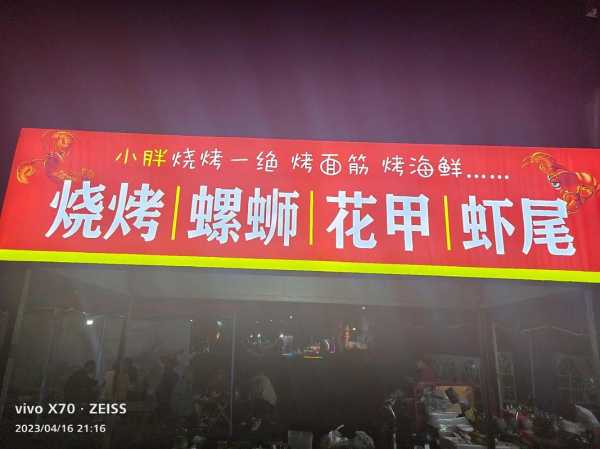 小胖烧烤一绝 烤面筋 烤海鲜......
烧烤|螺蛳|花甲|虾尾
vivo X70 · ZEISS
2023/04/16 21:16